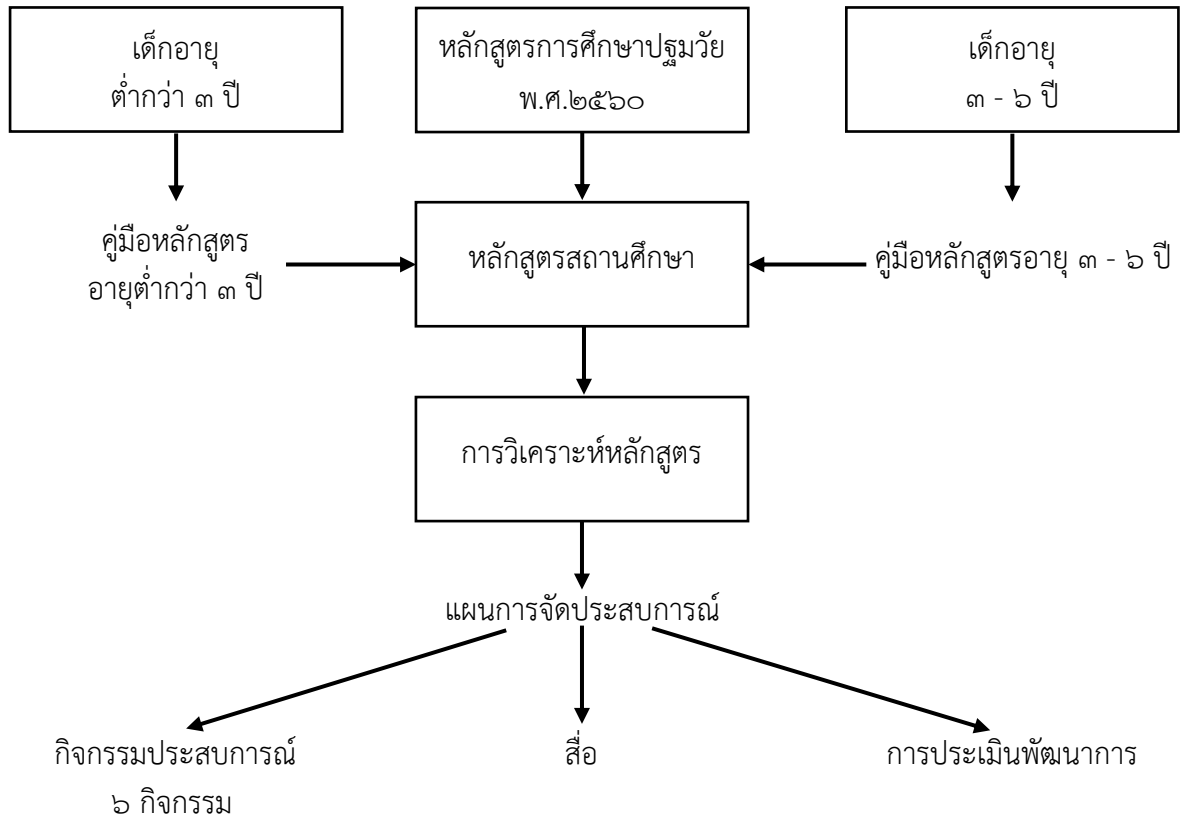 เด็กอายุ
ต่ำกว่า ๓ ปี
หลักสูตรการศึกษาปฐมวัย
พ.ศ.๒๕๖๐
เด็กอายุ
๓ - ๖ ปี
คู่มือหลักสูตร
อายุต่ำกว่า ๓ ปี
หลักสูตรสถานศึกษา
คู่มือหลักสูตรอายุ ๓ - ๖ ปี
การวิเคราะห์หลักสูตร
แผนการจัดประสบการณ์
กิจกรรมประสบการณ์
๖ กิจกรรม
สื่อ
การประเมินพัฒนาการ